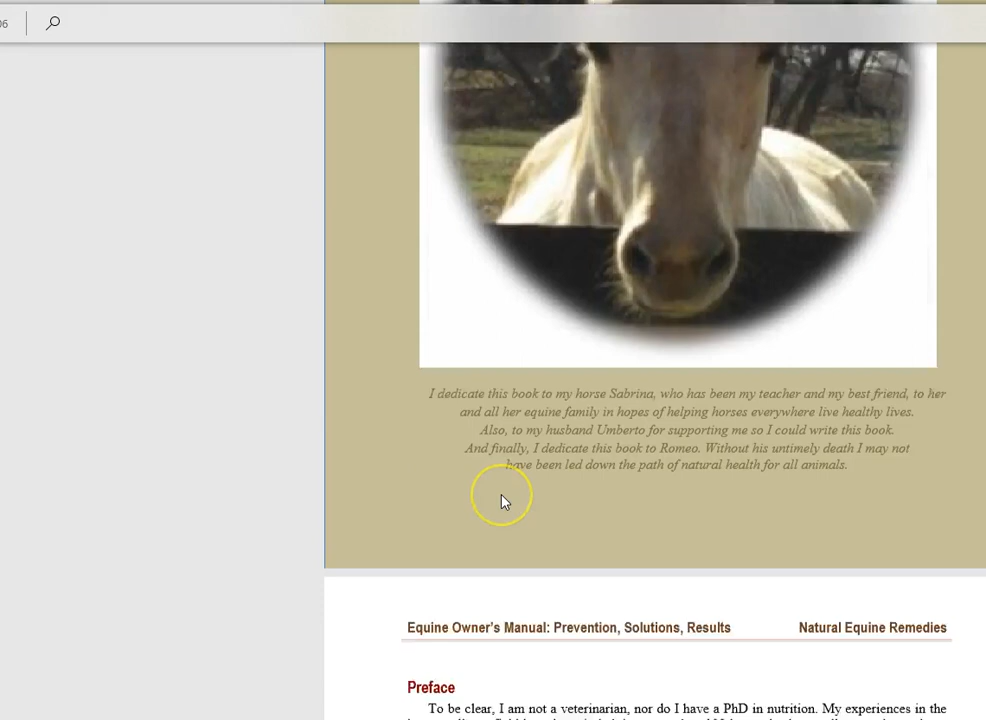 06
I dedicate this book to my horse Sabrina, who has been my teacher and my best friend, to her
and all her equine family in hopes of helping horses everywhere live healthy lives.
Also, to my husband Umberto for supporting me so I could write this book.
And finally, I dedicate this book to Romeo. Without his untimely death I may not
have been led down the path of natural health for all animals.
Equine Owner's Manual: Prevention, Solutions, Results Natural Equine Remedies
Preface
To be clear, I am not a veterinarian, nor do I have a PhD in nutrition. My experiences in the